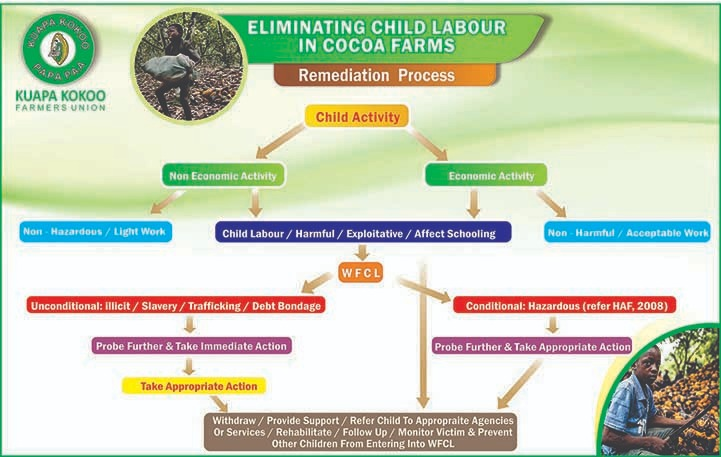 KUAPA KOKOO
PAPA PAA
KUAPA KOKOO
FARMERS UNION
ELIMINATING CHILD LABOUR
IN COCOA FARMS
Remediation Process
Child Activity
Non Economic Activity
Economic Activity
Non - Hazardous / Light Work
Child Labour / Harmful / Exploitative / Affect Schooling
Non - Harmful / Acceptable Work
WFCL
Unconditional: illicit / Slavery / Trafficking / Debt Bondage
Conditional: Hazardous (refer HAF, 2008)
Probe Further & Take Immediate Action
Probe Further & Take Appropriate Action
Take Appropriate Action
Withdraw / Provide Support / Refer Child To Appropraite Agencies
Or Services / Rehabilitate / Follow Up / Monitor Victim & Prevent
Other Children From Entering Into WFCL